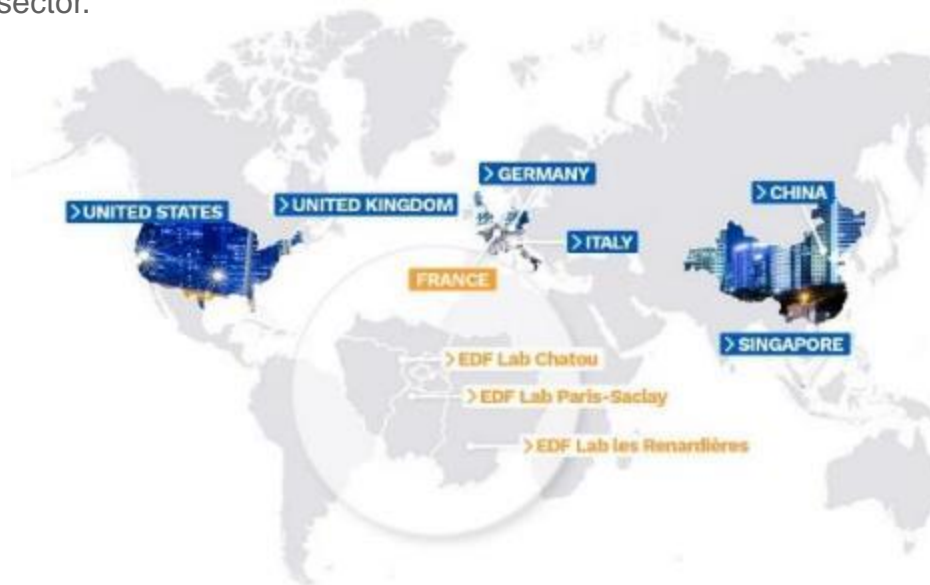 sector.
> GERMANY
> CHINA
> UNITED STATES
> UNITED KINGDOM
> ITALY
FRANCE
> SINGAPORE
> EDF Lab Chatou
> EDF Lab Paris-Saclay
> EDF Lab les Renardières